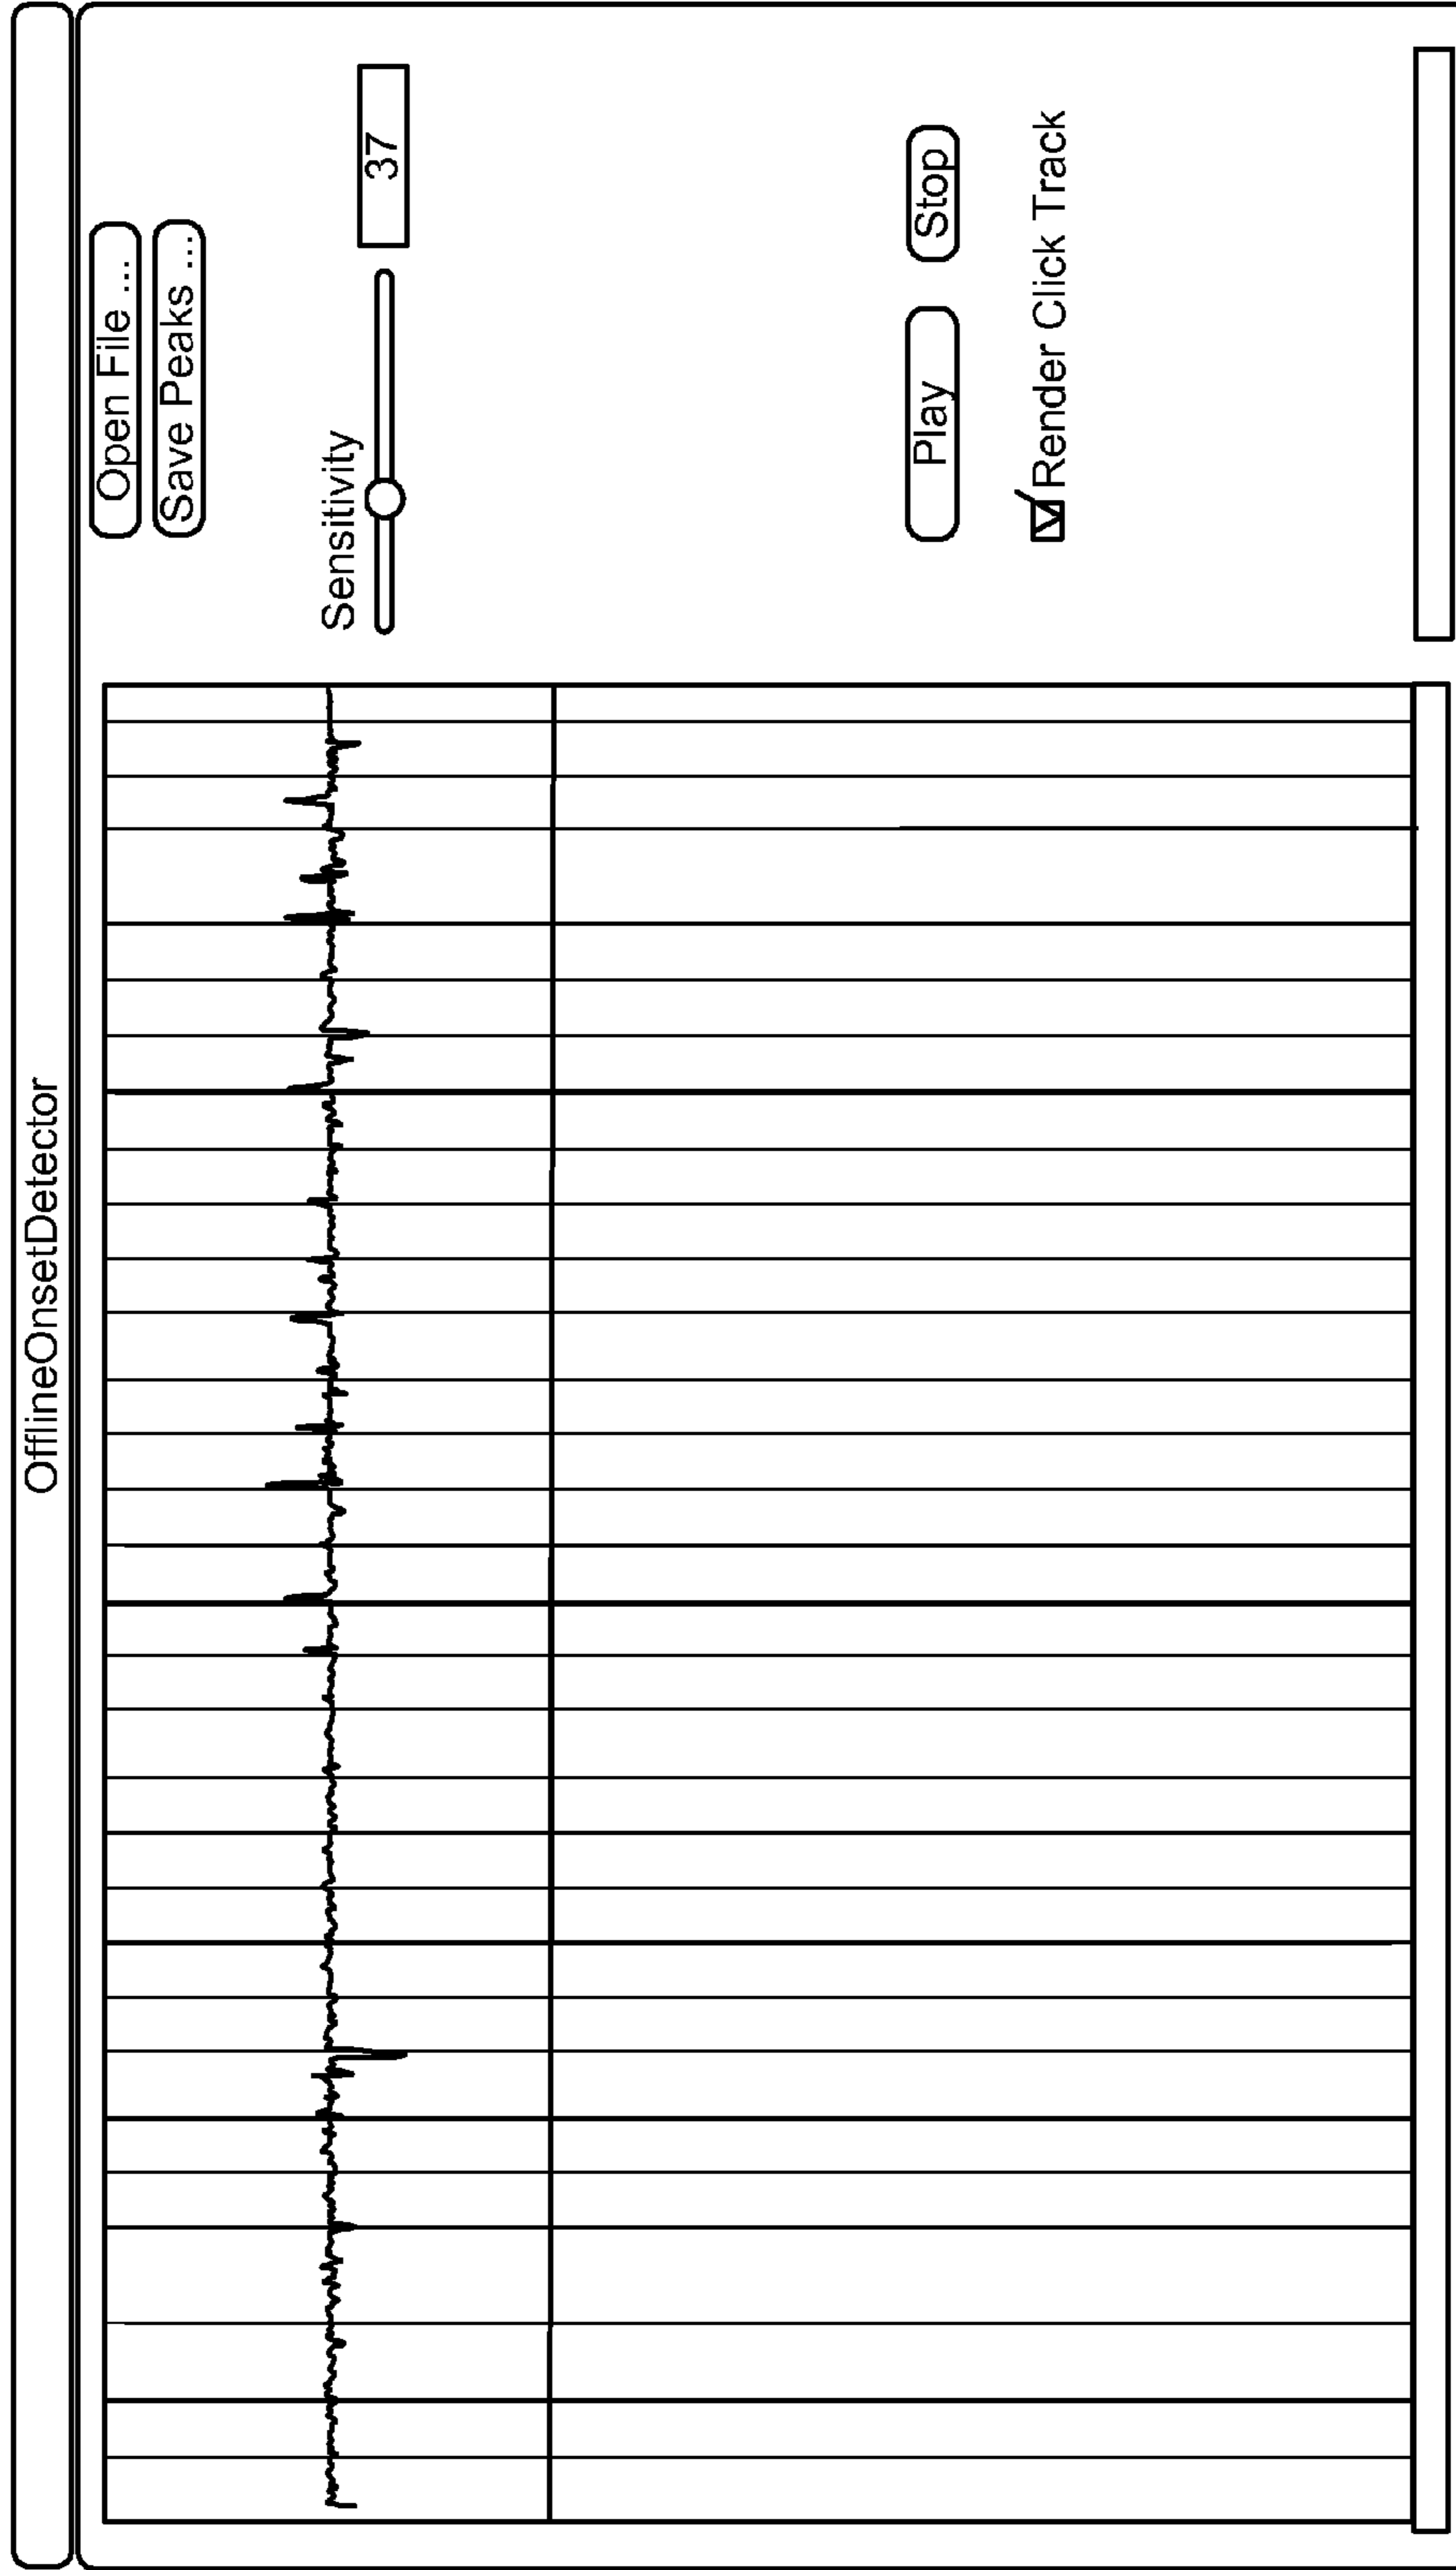 OfflineOnsetDetector
Open File ...
Save Peaks ...
Sensitivity
37
Play
Stop
Render Click Track